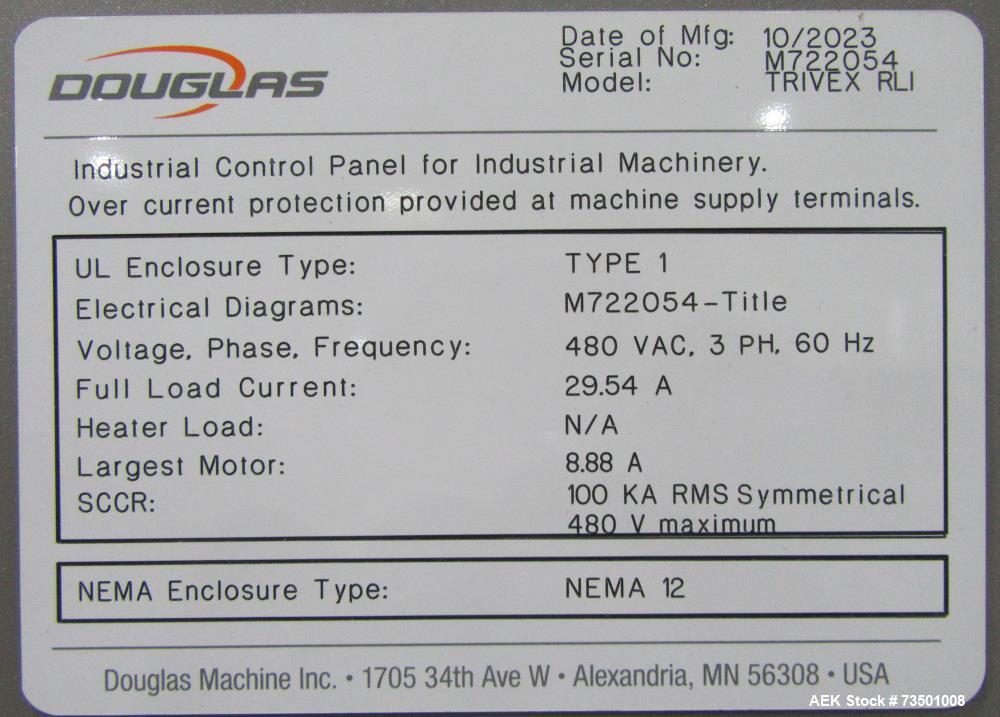 DOUGLAS
Date of Mfg: 10/2023
Serial No: M722054
Model: TRIVEX RLI
Industrial Control Panel for Industrial Machinery.
Over current protection provided at machine supply terminals.
UL Enclosure Type: TYPE 1
Electrical Diagrams: M722054-Title
Voltage, Phase, Frequency: 480 VAC, 3 PH, 60 Hz
Full Load Current: 29.54 A
Heater Load: N/A
Largest Motor: 8.88 A
SCCR: 100 KA RMS Symmetrical
480 V maximum
NEMA Enclosure Type: NEMA 12
Douglas Machine Inc. • 1705 34th Ave W • Alexandria, MN 56308 • USA
AEK Stock # 73501008